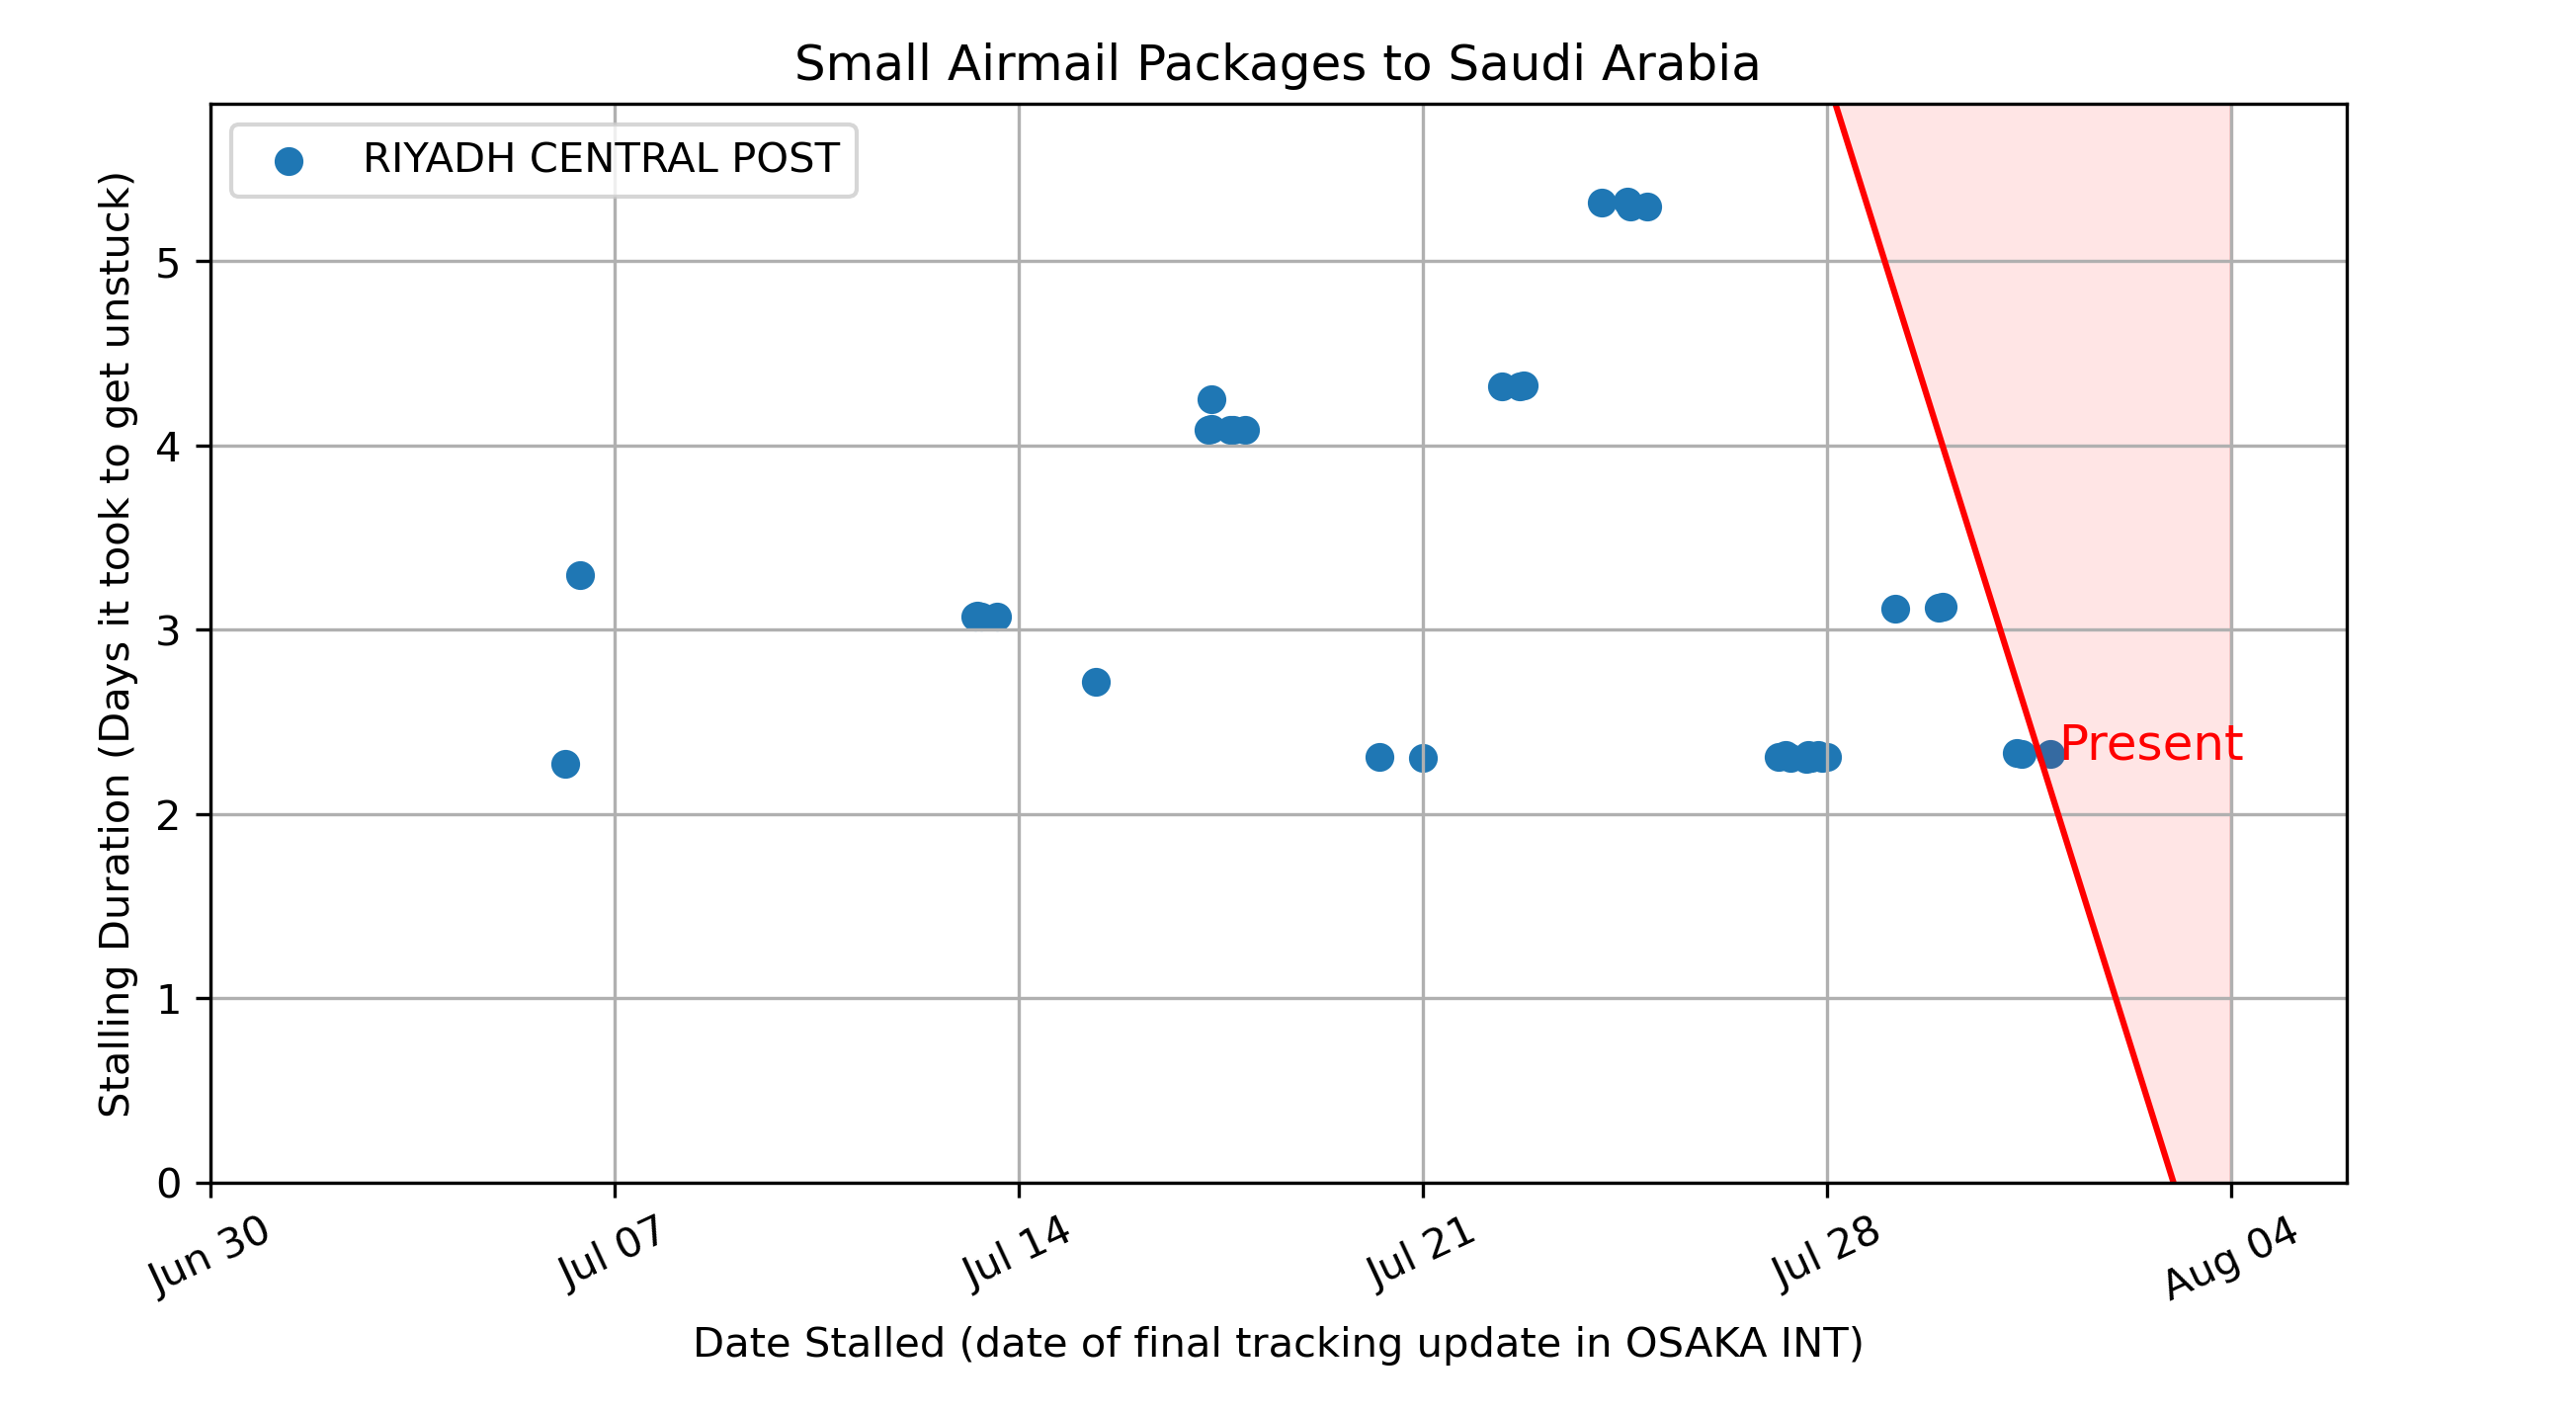 Small Airmail Packages to Saudi Arabia
RIYADH CENTRAL POST
Stalling Duration (Days it took to get unstuck)
5
4
3
2
1
0
Present
Jun 30
Jul 07
Jul 14
Jul 21
Jul 28
Aug 04
Date Stalled (date of final tracking update in OSAKA INT)